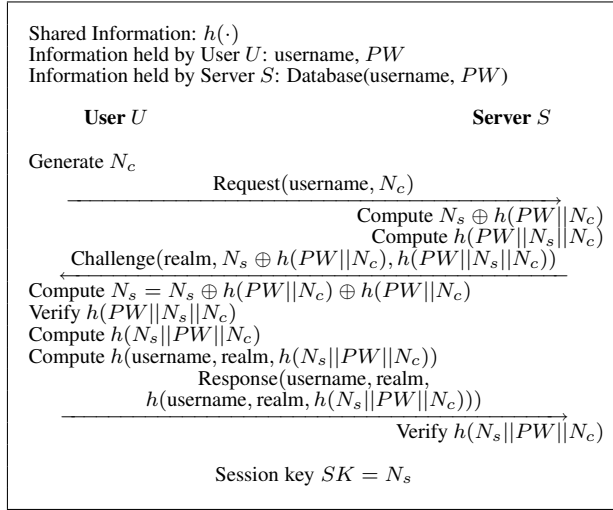 Shared Information: h(·)
Information held by User U: username, PW
Information held by Server S: Database(username, PW)
User U
Server S
Generate N_c
Request(username, N_c)
Compute N_s ⊕ h(PW||N_c)
Compute h(PW||N_s||N_c)
Challenge(realm, N_s ⊕ h(PW||N_c), h(PW||N_s||N_c))
Compute N_s = N_s ⊕ h(PW||N_c) ⊕ h(PW||N_c)
Verify h(PW||N_s||N_c)
Compute h(N_s||PW||N_c)
Compute h(username, realm, h(N_s||PW||N_c))
Response(username, realm,
h(username, realm, h(N_s||PW||N_c)))
Verify h(N_s||PW||N_c)
Session key SK = N_s